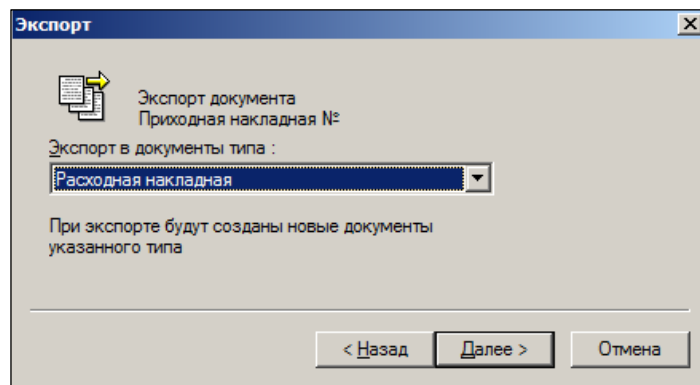 Экспорт
Экспорт документа
Приходная накладная №
Экспорт в документы типа :
Расходная накладная
При экспорте будут созданы новые документы
указанного типа
< Назад Далее > Отмена